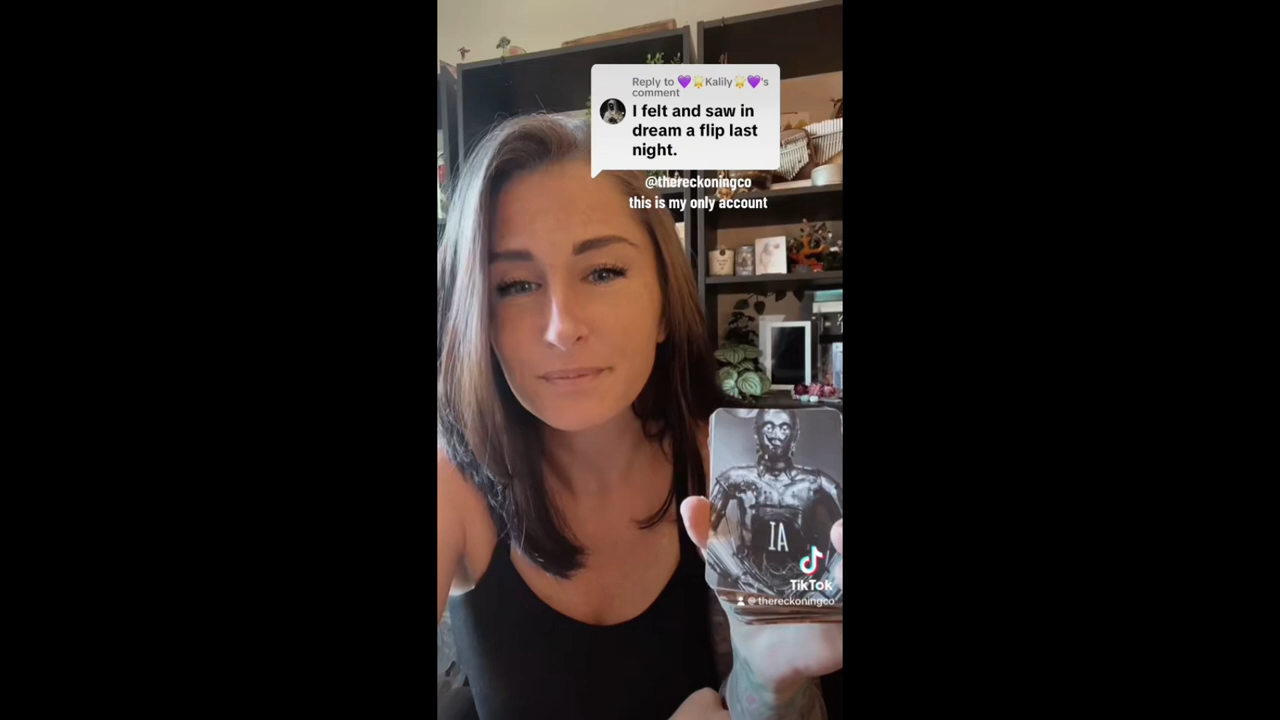 Reply to 💜🌟Kalily🌟💜's
comment
I felt and saw in
dream a flip last
night.
@thereckoningco
this is my only account
IA
TikTok
@thereckoningco